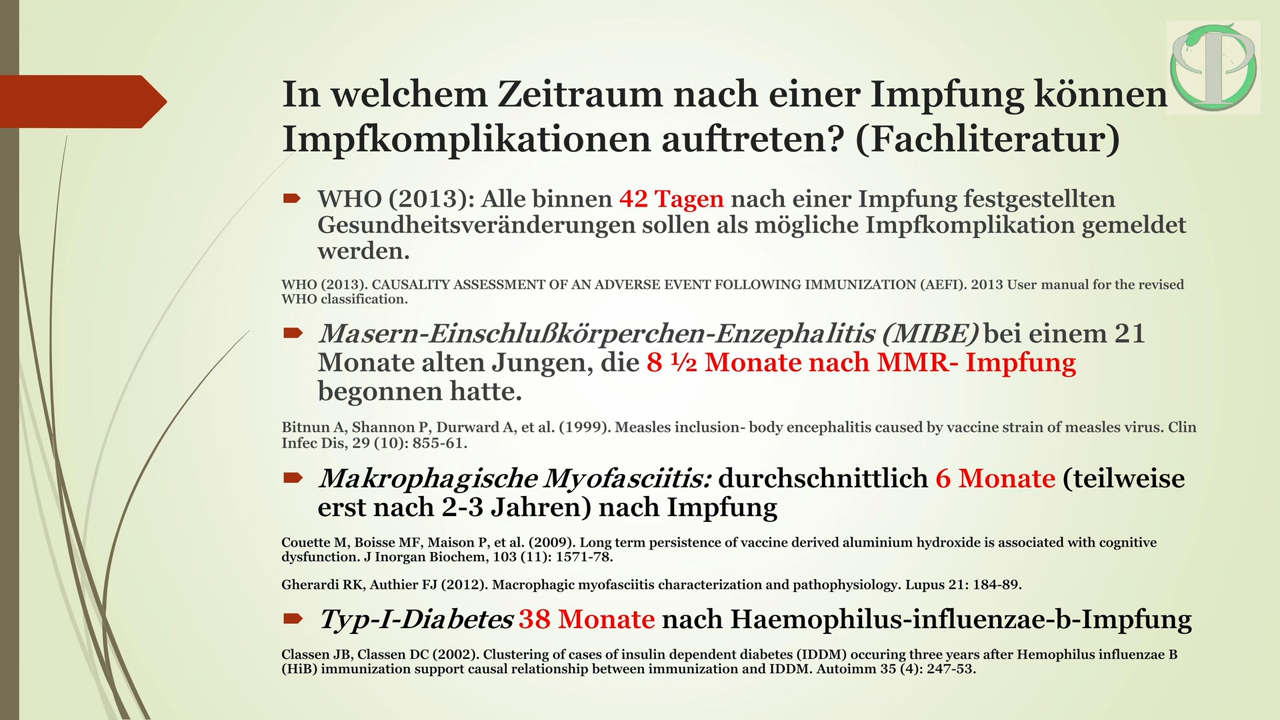 In welchem Zeitraum nach einer Impfung können
Impfkomplikationen auftreten? (Fachliteratur)
WHO (2013): Alle binnen 42 Tagen nach einer Impfung festgestellten
Gesundheitsveränderungen sollen als mögliche Impfkomplikation gemeldet
werden.
WHO (2013). CAUSALITY ASSESSMENT OF AN ADVERSE EVENT FOLLOWING IMMUNIZATION (AEFI). 2013 User manual for the revised
WHO classification.
Masern-Einschlußkörperchen-Enzephalitis (MIBE) bei einem 21
Monate alten Jungen, die 8 ½ Monate nach MMR- Impfung
begonnen hatte.
Bitnun A, Shannon P, Durward A, et al. (1999). Measles inclusion- body encephalitis caused by vaccine strain of measles virus. Clin
Infec Dis, 29 (10): 855-61.
Makrophagische Myofasciitis: durchschnittlich 6 Monate (teilweise
erst nach 2-3 Jahren) nach Impfung
Couette M, Boisse MF, Maison P, et al. (2009). Long term persistence of vaccine derived aluminium hydroxide is associated with cognitive
dysfunction. J Inorgan Biochem, 103 (11): 1571-78.
Gherardi RK, Authier FJ (2012). Macrophagic myofasciitis characterization and pathophysiology. Lupus 21: 184-89.
Typ-I-Diabetes 38 Monate nach Haemophilus-influenzae-b-Impfung
Classen JB, Classen DC (2002). Clustering of cases of insulin dependent diabetes (IDDM) occuring three years after Hemophilus influenzae B
(HiB) immunization support causal relationship between immunization and IDDM. Autoimm 35 (4): 247-53.